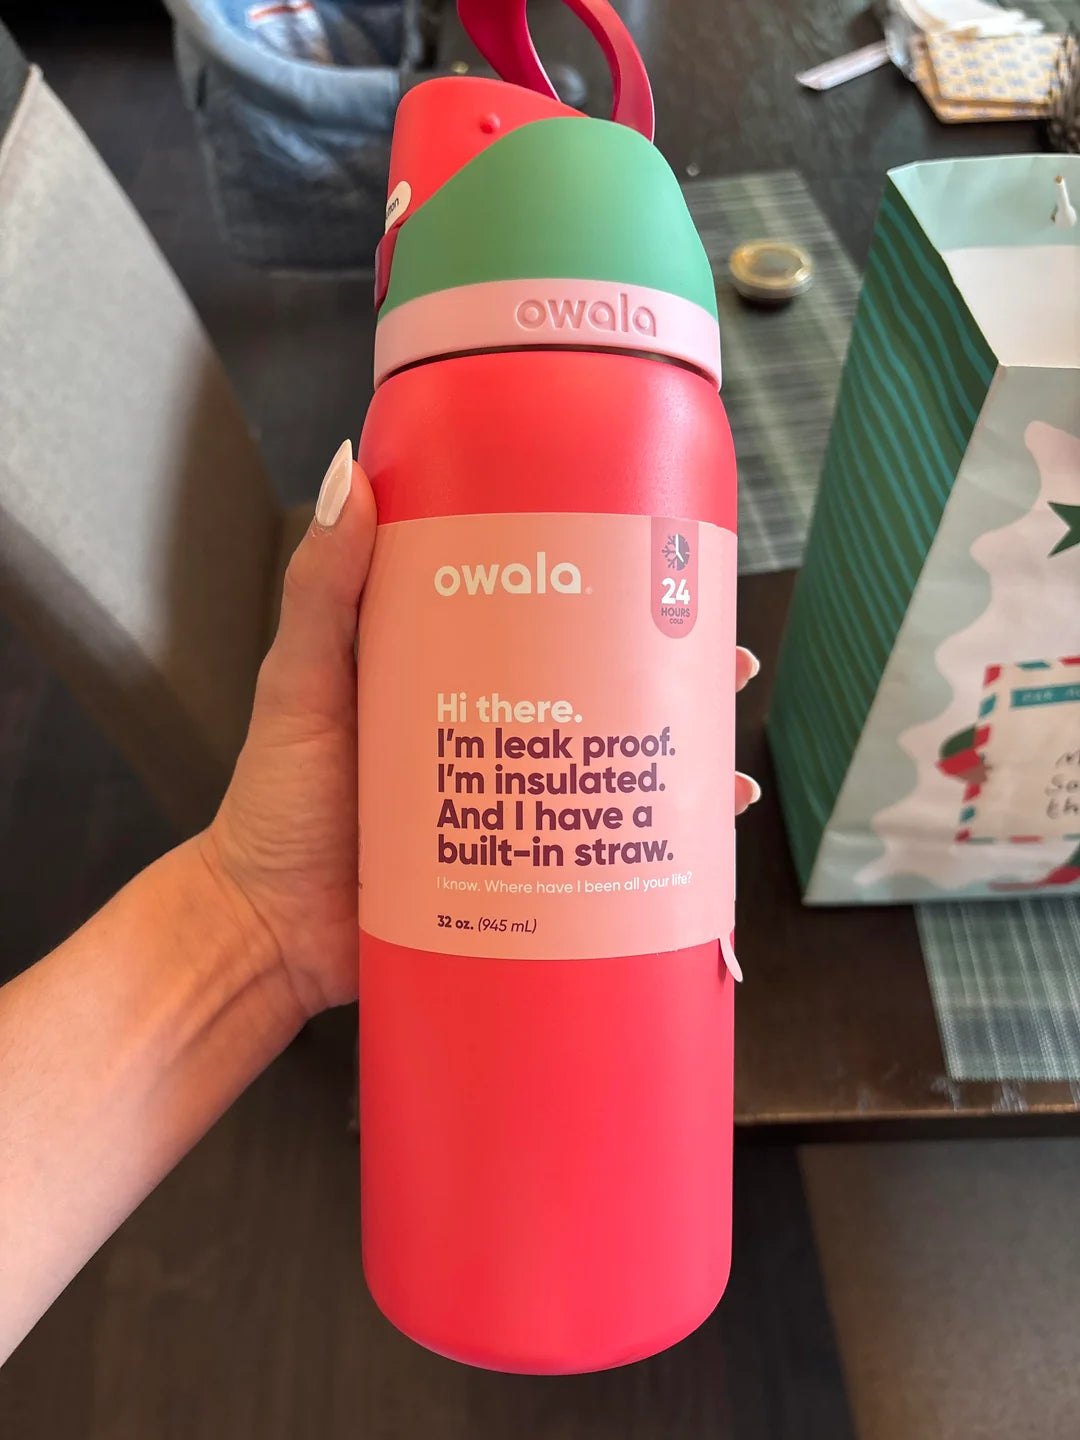 owala
owala
24
HOURS
COLD
Hi there.
I'm leak proof.
I'm insulated.
And I have a
built-in straw.
I know. Where have I been all your life?
32 oz. (945 mL)